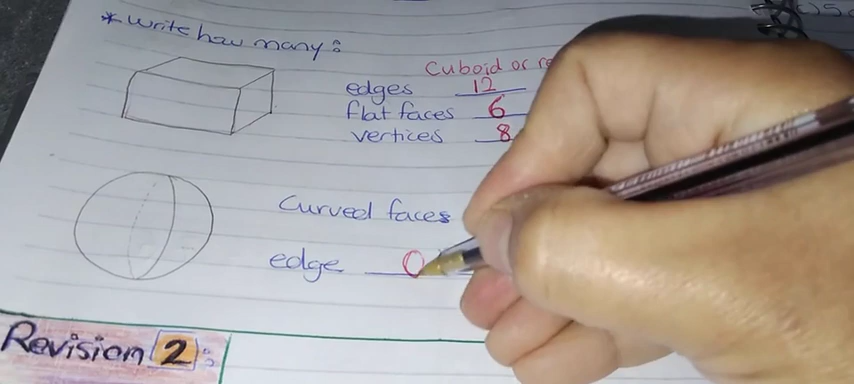 * Write how many:
Cuboid or
edges 12
flat faces 6
vertices 8
Curved faces
edge 0
Revision 2: